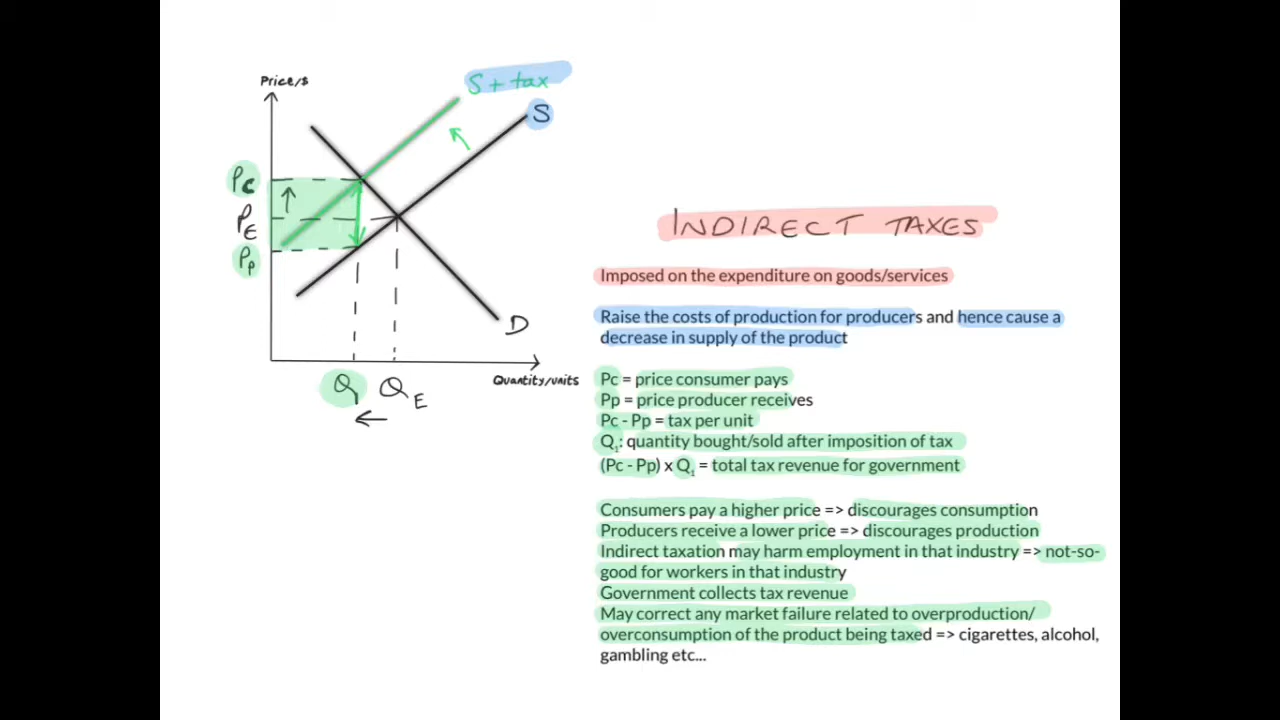 Price/$
S + tax
S
Pc
PE
Pp
D
Q1
QE
Quantity/units
INDIRECT TAXES
Imposed on the expenditure on goods/services
Raise the costs of production for producers and hence cause a
decrease in supply of the product
Pc = price consumer pays
Pp = price producer receives
Pc - Pp = tax per unit
Q1: quantity bought/sold after imposition of tax
(Pc - Pp) x Q1 = total tax revenue for government
Consumers pay a higher price => discourages consumption
Producers receive a lower price => discourages production
Indirect taxation may harm employment in that industry => not-so-
good for workers in that industry
Government collects tax revenue
May correct any market failure related to overproduction/
overconsumption of the product being taxed => cigarettes, alcohol,
gambling etc...